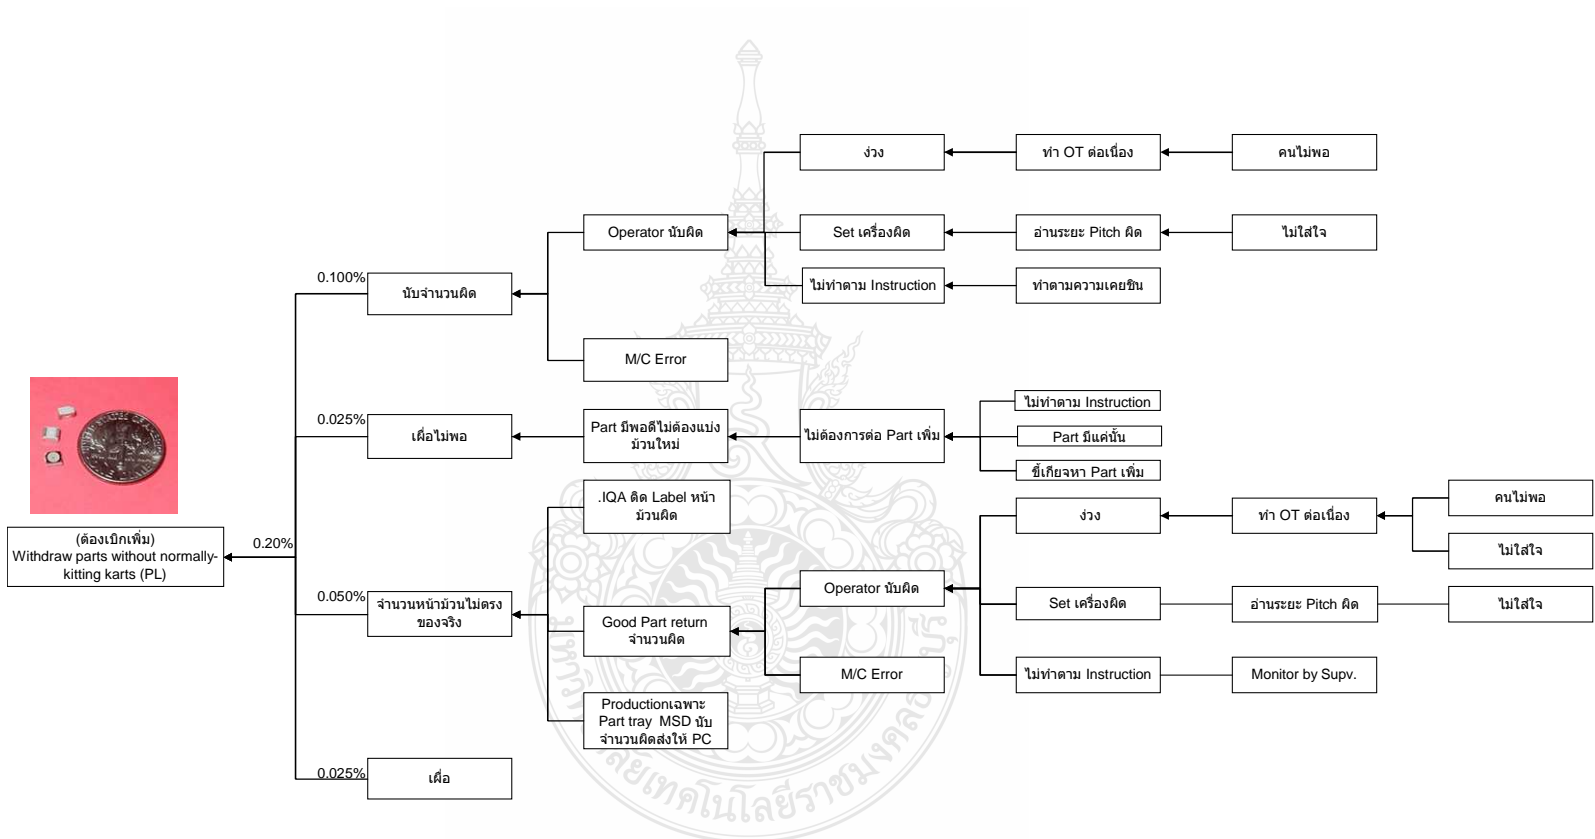 ง่วง
ทำ OT ต่อเนื่อง
คนไม่พอ
Operator นับผิด
Set เครื่องผิด
อ่านระยะ Pitch ผิด
ไม่ใส่ใจ
0.100%
นับจำนวนผิด
ไม่ทำตาม Instruction
ทำตามความเคยชิน
M/C Error
0.025%
เผื่อไม่พอ
Part มีพอดีไม่ต้องแบ่ง
ม้วนใหม่
ไม่ต้องการต่อ Part เพิ่ม
ไม่ทำตาม Instruction
Part มีแค่นั้น
ขี้เกียจหา Part เพิ่ม
(ต้องเบิกเพิ่ม)
Withdraw parts without normally-
kitting karts (PL)
0.20%
.IQA ติด Label หน้า
ม้วนผิด
ง่วง
ทำ OT ต่อเนื่อง
คนไม่พอ
ไม่ใส่ใจ
0.050%
จำนวนหน้าม้วนไม่ตรง
ของจริง
Good Part return
จำนวนผิด
Operator นับผิด
Set เครื่องผิด
อ่านระยะ Pitch ผิด
ไม่ใส่ใจ
M/C Error
ไม่ทำตาม Instruction
Monitor by Supv.
Productionเฉพาะ
Part tray MSD นับ
จำนวนผิดส่งให้ PC
0.025%
เผื่อ